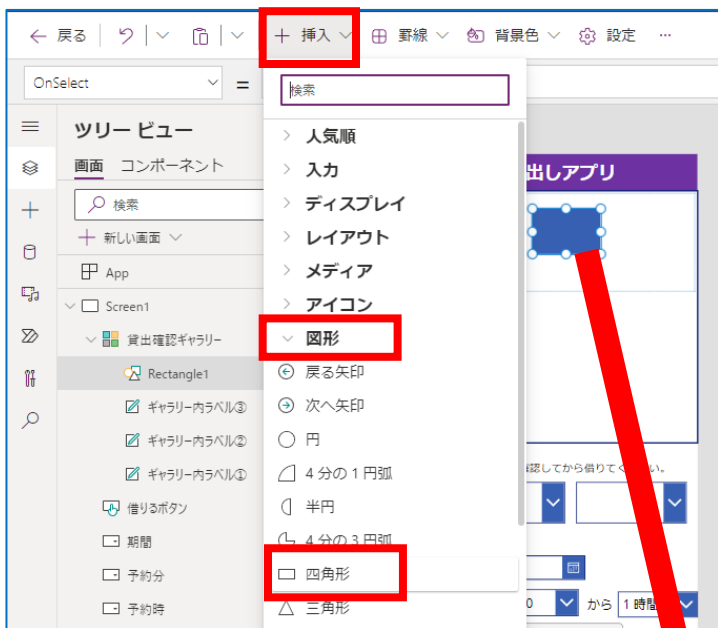 戻る
挿入
罫線
背景色
設定
OnSelect
=
検索
ツリー ビュー
画面
コンポーネント
検索
新しい画面
App
Screen1
貸出確認ギャラリー
Rectangle1
ギャラリー内ラベル③
ギャラリー内ラベル②
ギャラリー内ラベル①
借りるボタン
期間
予約分
予約時
人気順
入力
ディスプレイ
レイアウト
メディア
アイコン
図形
戻る矢印
次へ矢印
円
4 分の 1 円弧
半円
4 分の 3 円弧
四角形
三角形
出しアプリ
認してから借りてく
い。
0
から
1 時間